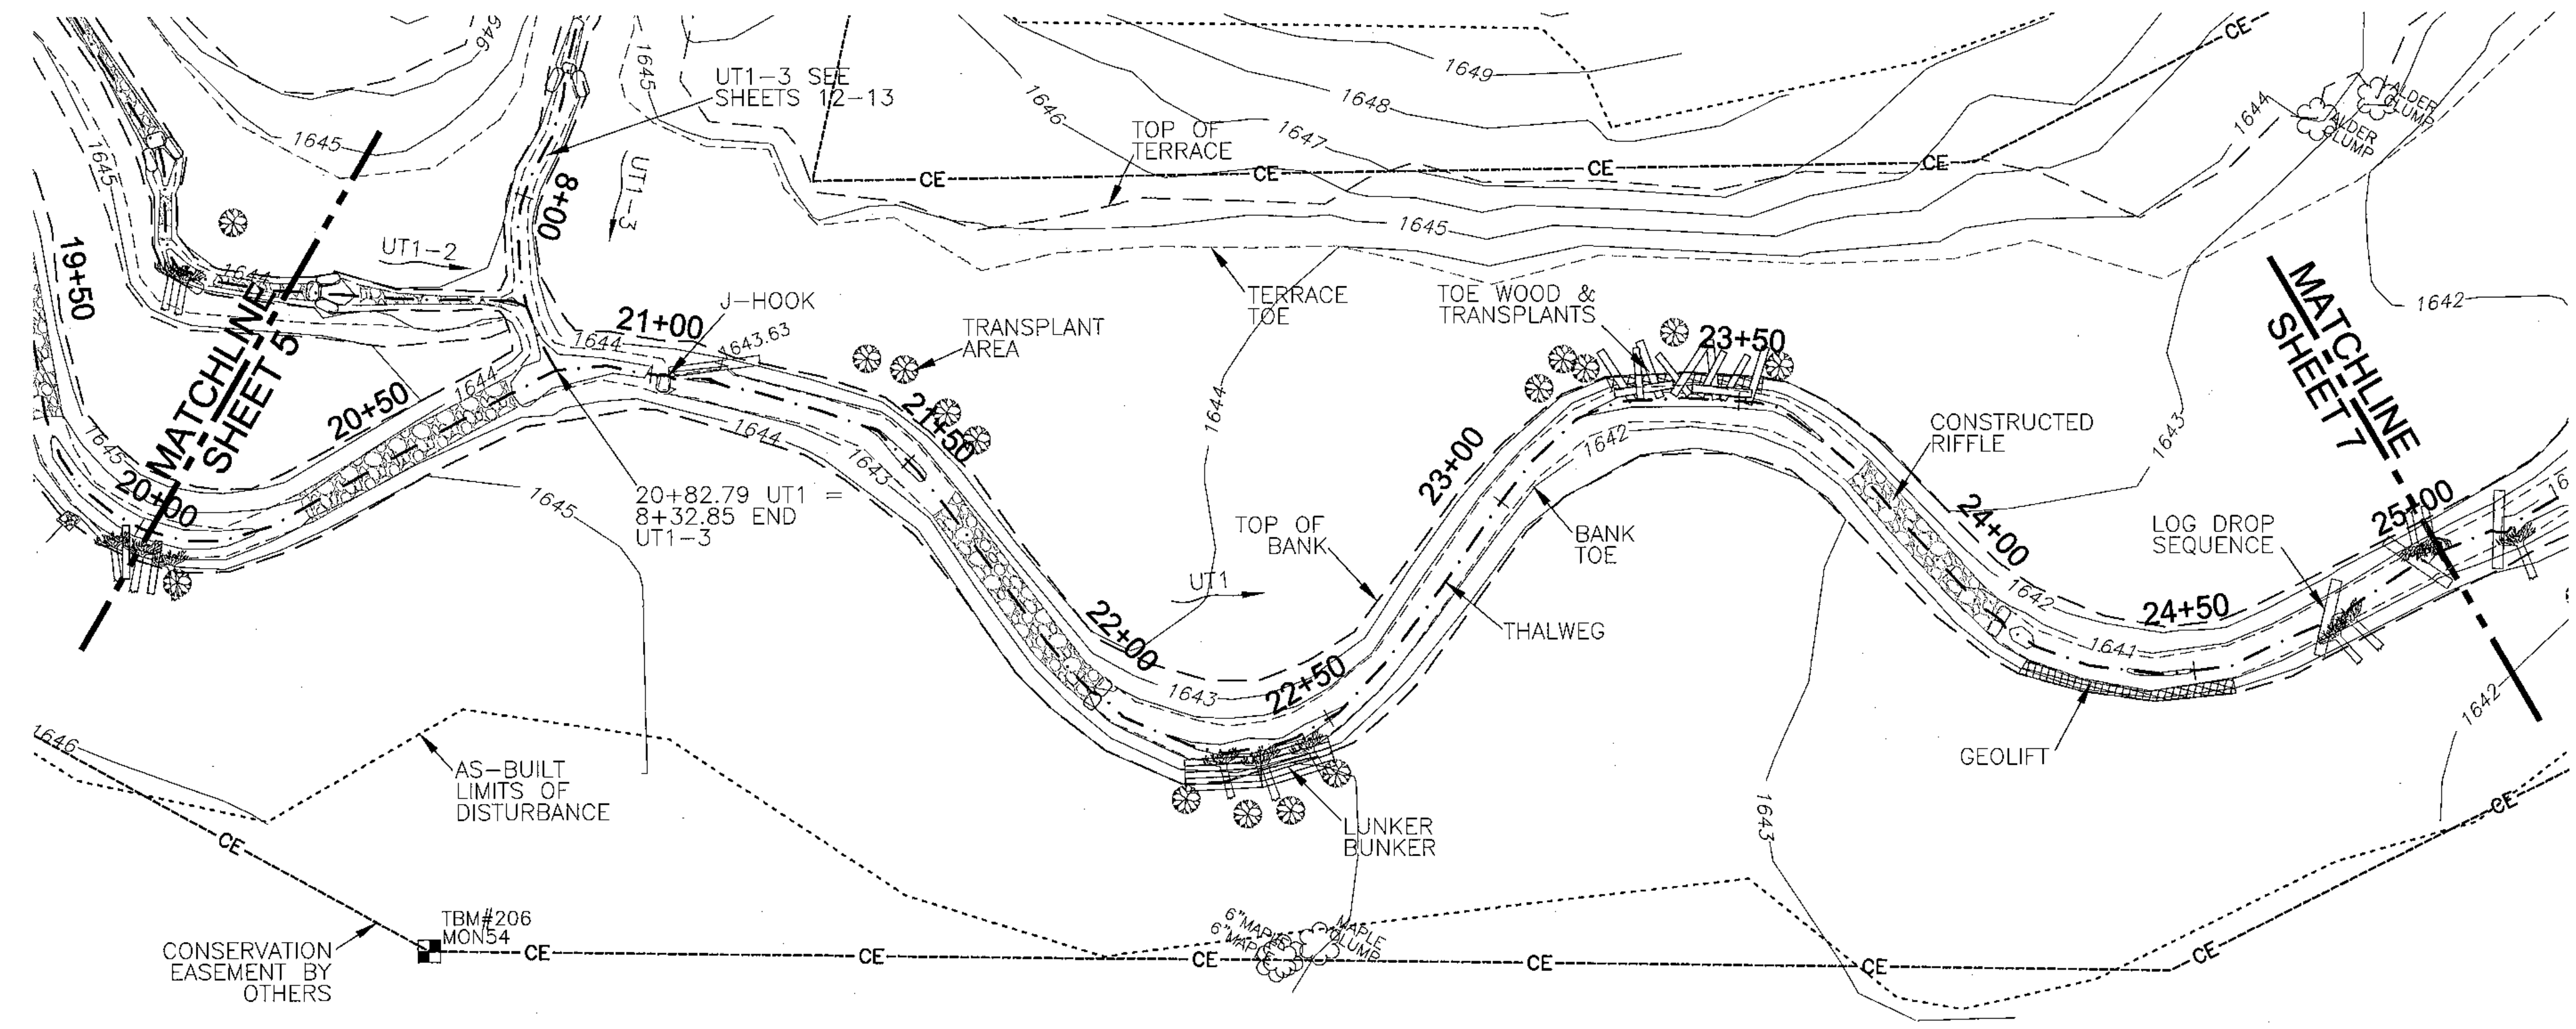 UT1-3 SEE
SHEETS 12-13
TOP OF
TERRACE
ALDER
CLUMP
ALDER
CLUMP
CE
CE
CE
CE
CE
1646
1645
1645
1645
1646
1647
1648
1649
1645
1644
1642
1643
8+00
UT1-3
UT1-2
19+50
1644
MATCHLINE
SHEET 5
J-HOOK
21+00
1644
1643.63
TRANSPLANT
AREA
TERRACE
TOE
TOE WOOD &
TRANSPLANTS
23+50
MATCHLINE
SHEET 7
20+50
1644
1645
20+00
21+50
1644
1643
1644
1645
20+82.79 UT1 =
8+32.85 END
UT1-3
TOP OF
BANK
23+00
1642
BANK
TOE
CONSTRUCTED
RIFFLE
24+00
1642
LOG DROP
SEQUENCE
25+00
UT1
22+00
THALWEG
24+50
1641
1643
22+50
1642
GEOLIFT
1646
AS-BUILT
LIMITS OF
DISTURBANCE
LUNKER
BUNKER
1643
CE
CE
TBM#206
MON54
6"MAPLE
6"MAPLE
MAPLE
CLUMP
CONSERVATION
EASEMENT BY
OTHERS
CE
CE
CE
CE
CE
CE